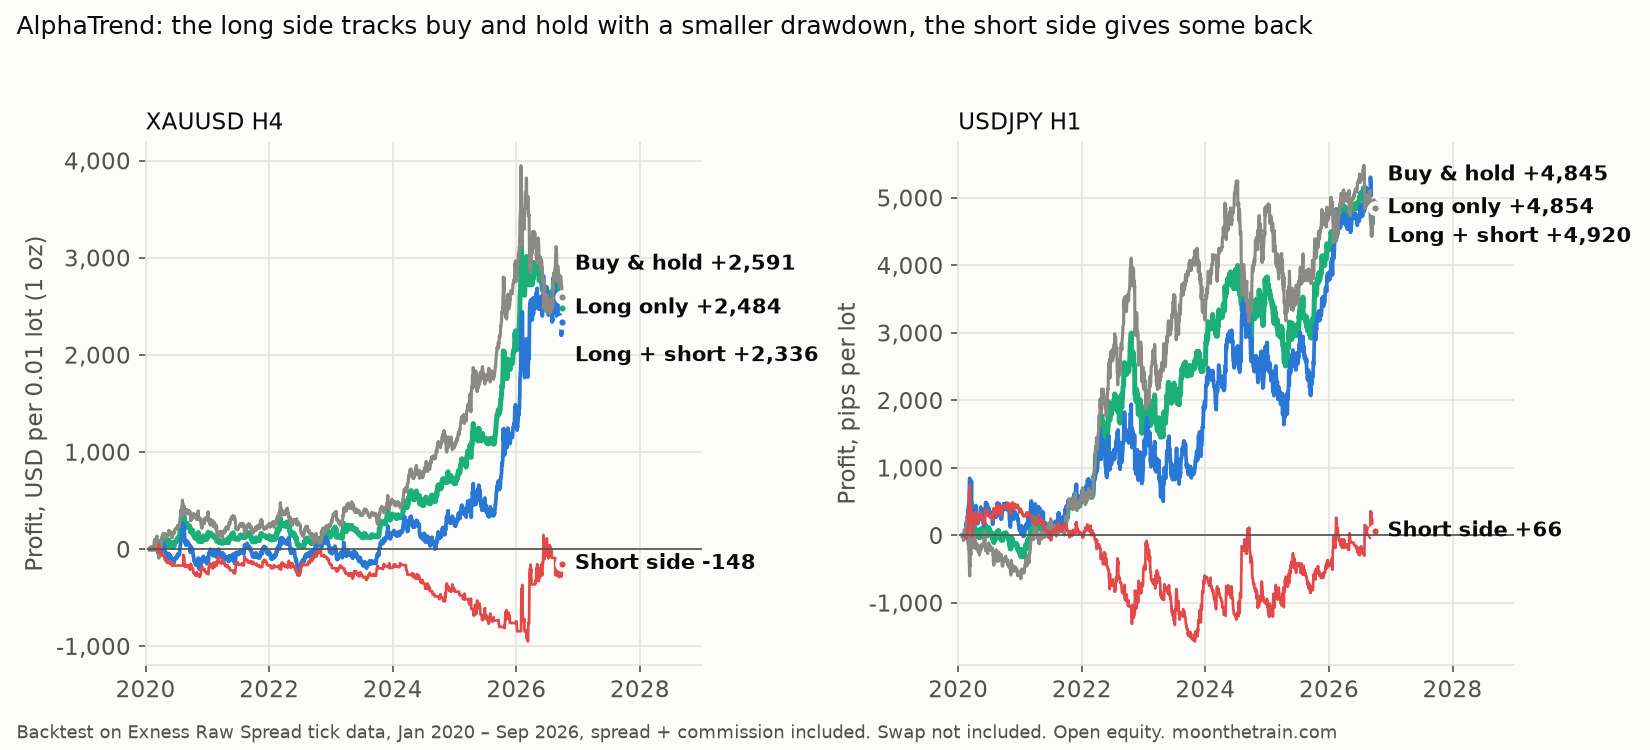 AlphaTrend: the long side tracks buy and hold with a smaller drawdown, the short side gives some back
XAUUSD H4
Profit, USD per 0.01 lot (1 oz)
4,000
3,000
2,000
1,000
0
-1,000
2020
2022
2024
2026
2028
Buy & hold +2,591
Long only +2,484
Long + short +2,336
Short side -148
USDJPY H1
Profit, pips per lot
5,000
4,000
3,000
2,000
1,000
0
-1,000
2020
2022
2024
2026
2028
Buy & hold +4,845
Long only +4,854
Long + short +4,920
Short side +66
Backtest on Exness Raw Spread tick data, Jan 2020 – Sep 2026, spread + commission included. Swap not included. Open equity. moonthetrain.com